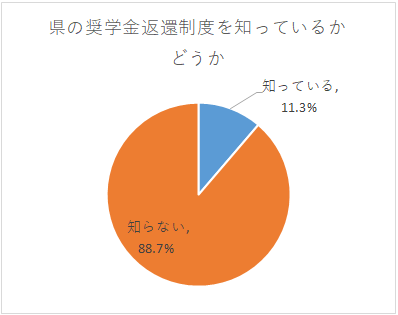 県の奨学金返還制度を知っているか
どうか
知っている,
11.3%
知らない,
88.7%